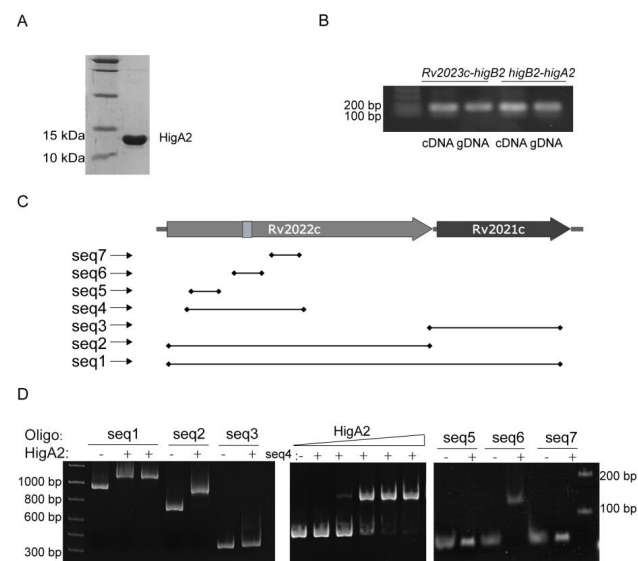 A
15 kDa
10 kDa
HigA2
B
Rv2023c-higB2 higB2-higA2
200 bp
100 bp
cDNA gDNA cDNA gDNA
C
Rv2022c
Rv2021c
seq7
seq6
seq5
seq4
seq3
seq2
seq1
D
Oligo: seq1 seq2 seq3
HigA2: - + + - + - +
1000 bp
800 bp
600 bp
300 bp
HigA2
seq4: - + + + + +
seq5 seq6 seq7
- + - + - +
200 bp
100 bp